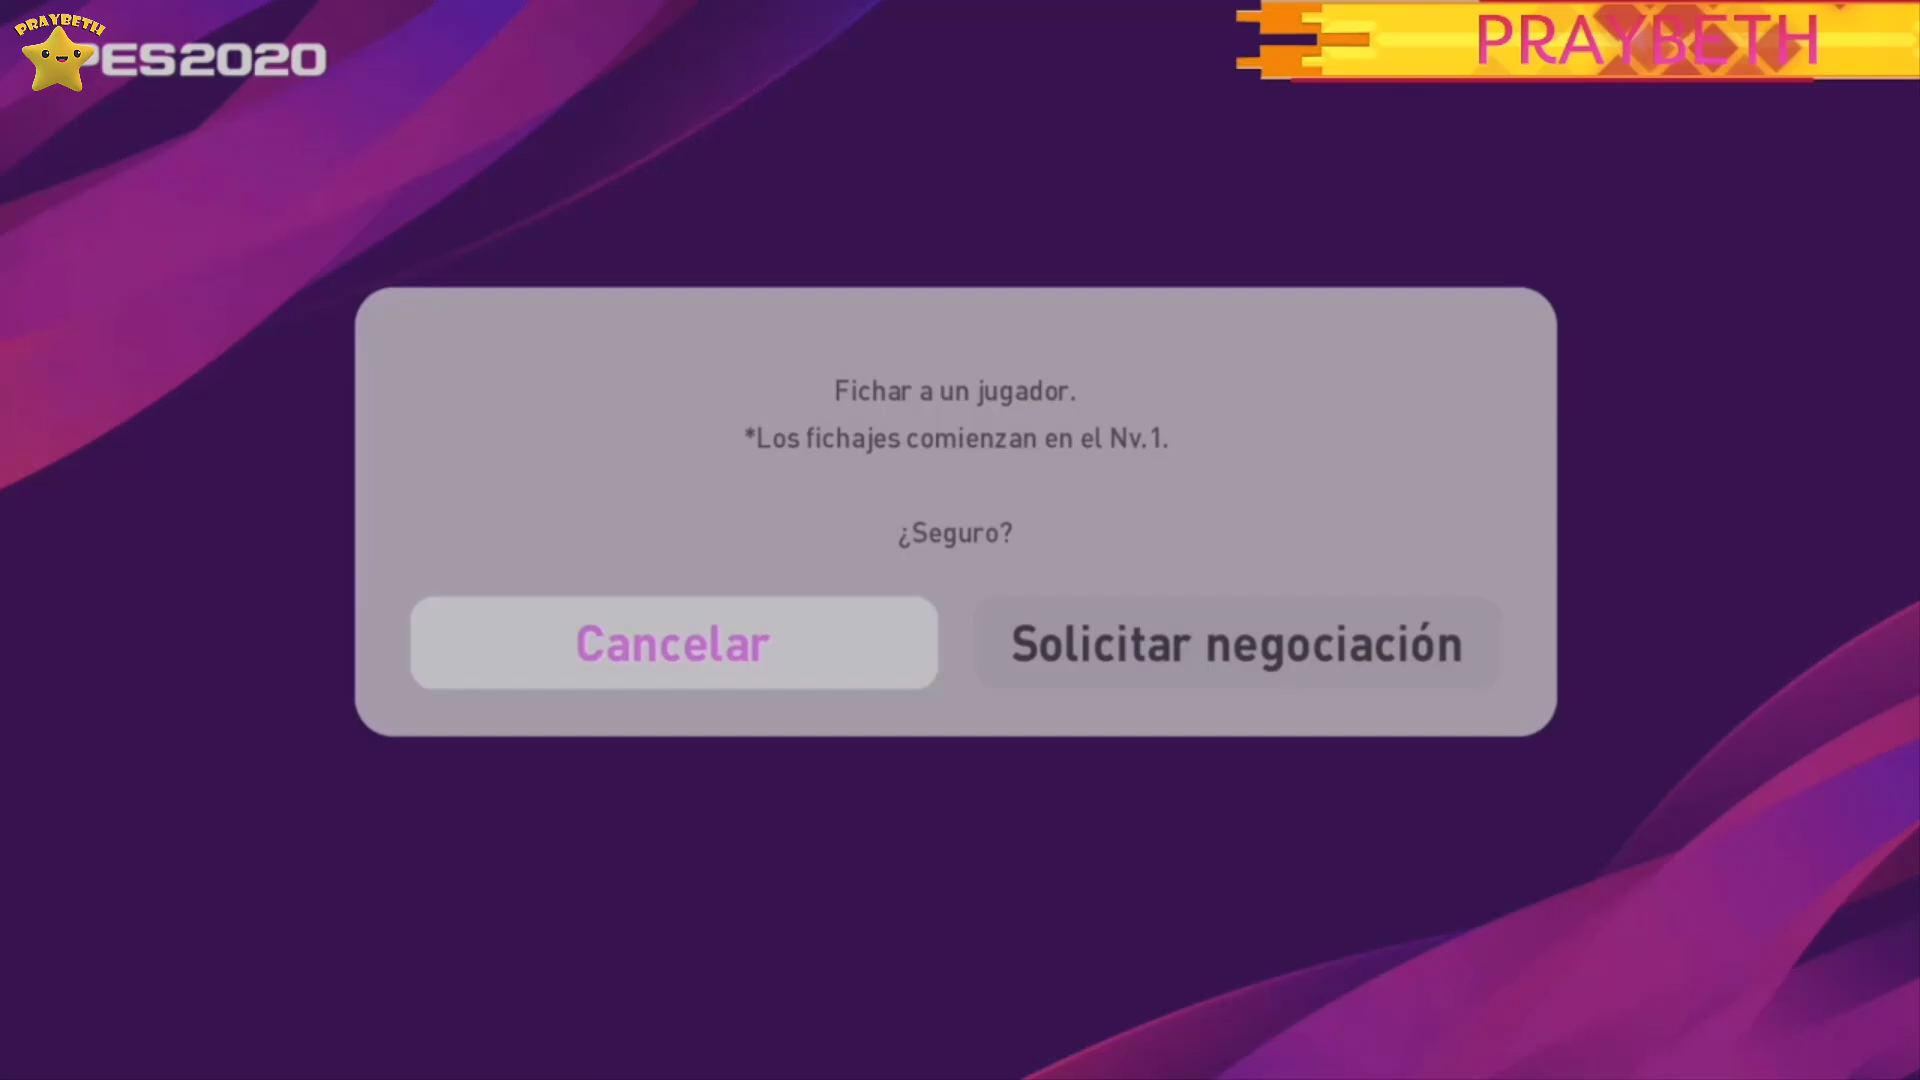 PRAYBETH
PES2020
PRAYBETH
Fichar a un jugador.
*Los fichajes comienzan en el Nv.1.
¿Seguro?
Cancelar
Solicitar negociación